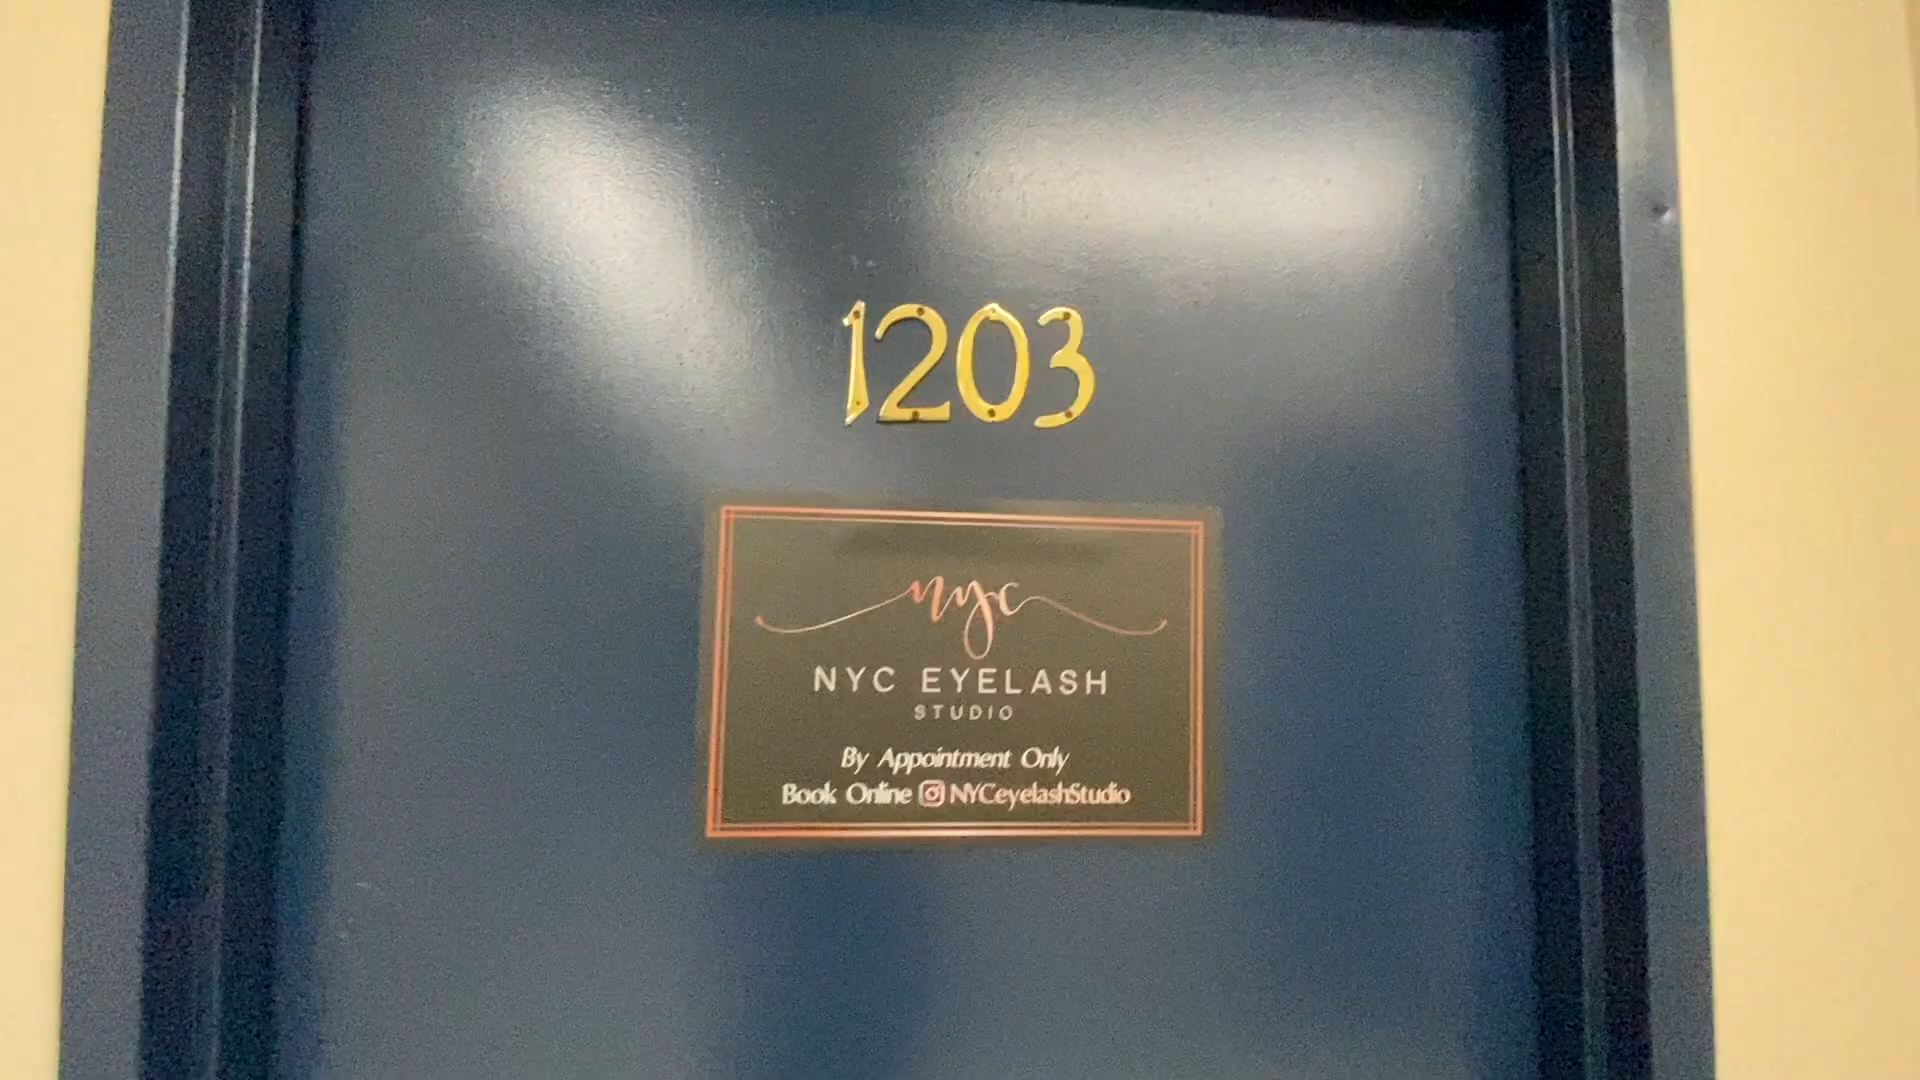 1203
nyc
NYC EYELASH
STUDIO
By Appointment Only
Book Online NYCeyelashStudio